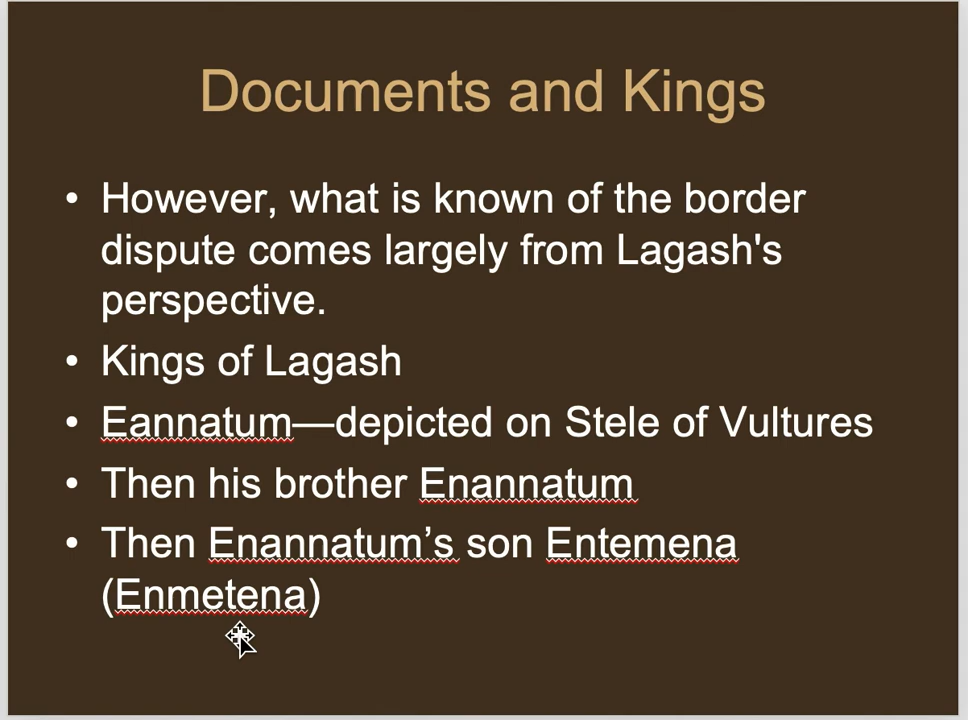 Documents and Kings
• However, what is known of the border
dispute comes largely from Lagash's
perspective.
• Kings of Lagash
• Eannatum—depicted on Stele of Vultures
• Then his brother Enannatum
• Then Enannatum’s son Entemena
(Enmetena)